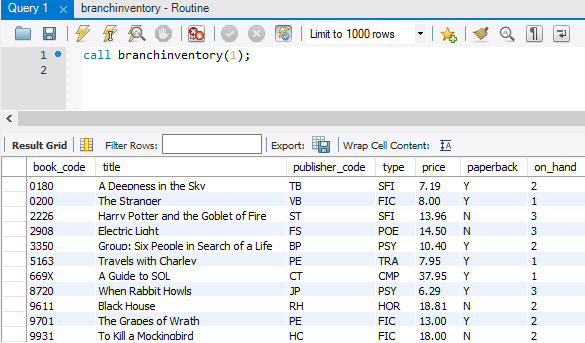 Query 1 branchinventory - Routine
Limit to 1000 rows
1 call branchinventory(1);
2
Result Grid Filter Rows: Export: Wrap Cell Content: IA
book_code title publisher_code type price paperback on_hand
0180 A Deepness in the Sky TB SFI 7.19 Y 2
0200 The Stranger VB FIC 8.00 Y 1
2226 Harry Potter and the Goblet of Fire ST SFI 13.96 N 3
2908 Electric Light FS POE 14.50 N 3
3350 Group: Six People in Search of a Life BP PSY 10.40 Y 2
5163 Travels with Charley PE TRA 7.95 Y 1
669X A Guide to SQL CT CMP 37.95 Y 1
8720 When Rabbit Howls JP PSY 6.29 Y 3
9611 Black House RH HOR 18.81 N 2
9701 The Grapes of Wrath PE FIC 13.00 Y 2
9931 To Kill a Mockingbird HC FIC 18.00 N 2